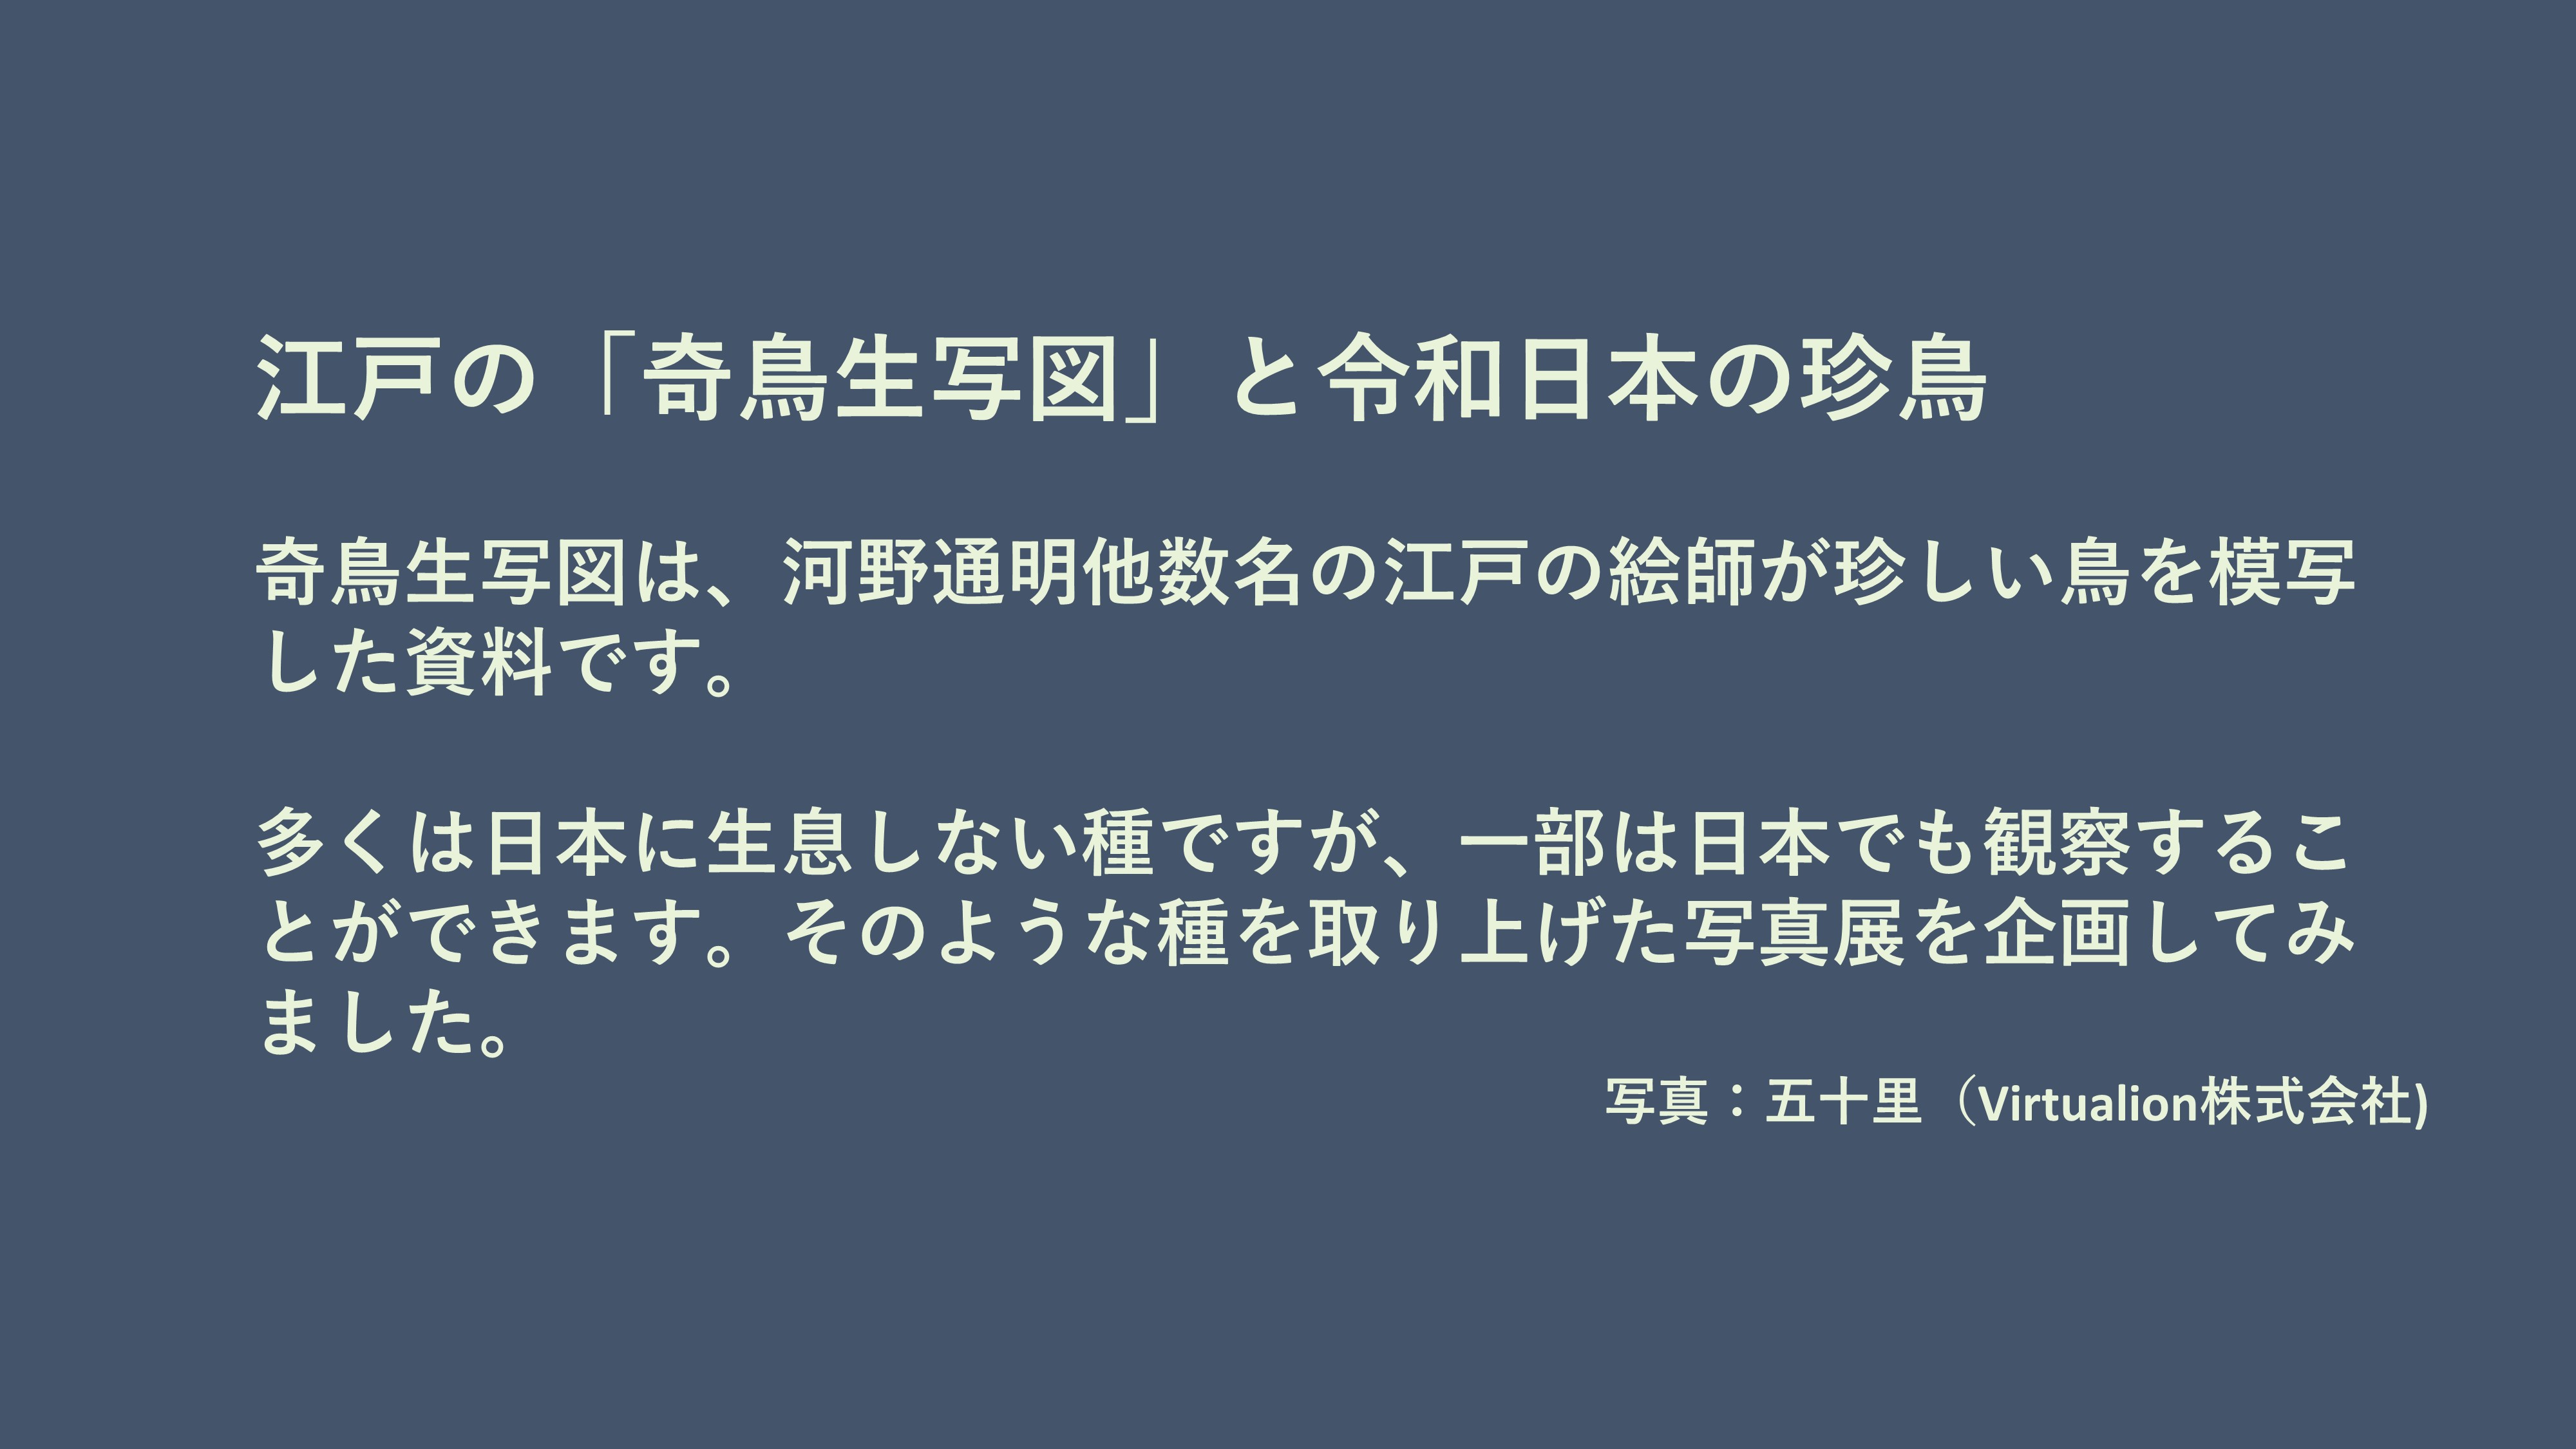 江戸の「奇鳥生写図」と令和日本の珍鳥
奇鳥生写図は、河野通明他数名の江戸の絵師が珍しい鳥を模写
した資料です。
多くは日本に生息しない種ですが、一部は日本でも観察するこ
とができます。そのような種を取り上げた写真展を企画してみ
ました。
写真：五十里（Virtualion株式会社)